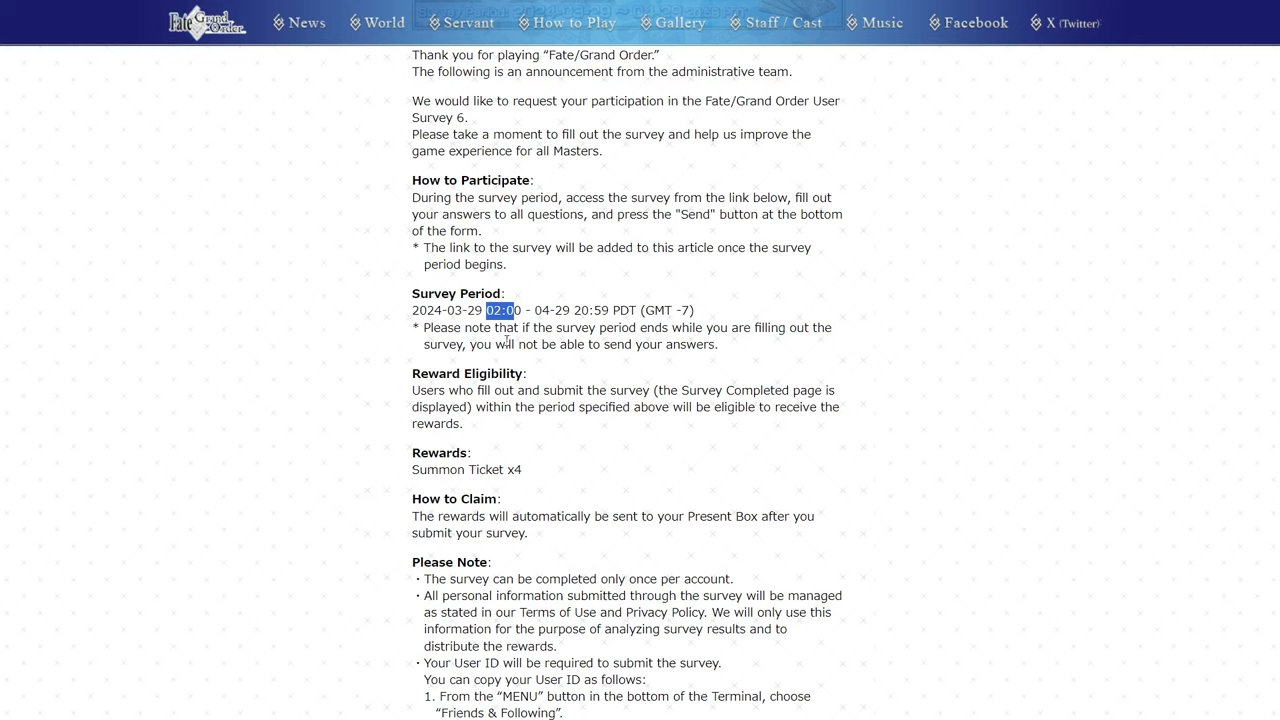 Fate Grand Order
News
World
Servant
How to Play
Gallery
Staff / Cast
Music
Facebook
X (Twitter)
Thank you for playing “Fate/Grand Order.”
The following is an announcement from the administrative team.
We would like to request your participation in the Fate/Grand Order User
Survey 6.
Please take a moment to fill out the survey and help us improve the
game experience for all Masters.
How to Participate:
During the survey period, access the survey from the link below, fill out
your answers to all questions, and press the "Send" button at the bottom
of the form.
* The link to the survey will be added to this article once the survey
period begins.
Survey Period:
2024-03-29 02:00 - 04-29 20:59 PDT (GMT -7)
* Please note that if the survey period ends while you are filling out the
survey, you will not be able to send your answers.
Reward Eligibility:
Users who fill out and submit the survey (the Survey Completed page is
displayed) within the period specified above will be eligible to receive the
rewards.
Rewards:
Summon Ticket x4
How to Claim:
The rewards will automatically be sent to your Present Box after you
submit your survey.
Please Note:
・The survey can be completed only once per account.
・All personal information submitted through the survey will be managed
as stated in our Terms of Use and Privacy Policy. We will only use this
information for the purpose of analyzing survey results and to
distribute the rewards.
・Your User ID will be required to submit the survey.
You can copy your User ID as follows:
1. From the “MENU” button in the bottom of the Terminal, choose
“Friends & Following”.